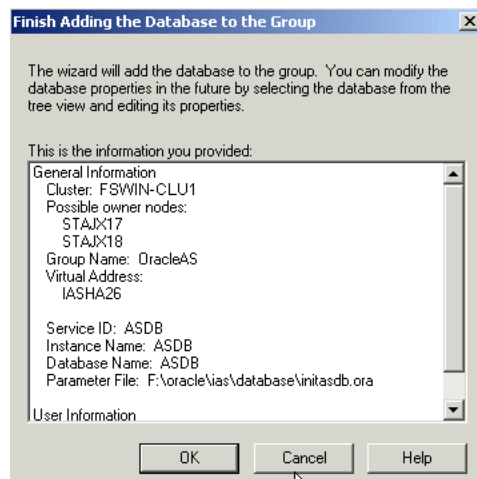 Finish Adding the Database to the Group
The wizard will add the database to the group. You can modify the
database properties in the future by selecting the database from the
tree view and editing its properties.
This is the information you provided:
General Information
Cluster: FSWIN-CLU1
Possible owner nodes:
STAJX17
STAJX18
Group Name: OracleAS
Virtual Address:
IASHA26
Service ID: ASDB
Instance Name: ASDB
Database Name: ASDB
Parameter File: F:\oracle\ias\database\initasdb.ora
User Information
OK Cancel Help